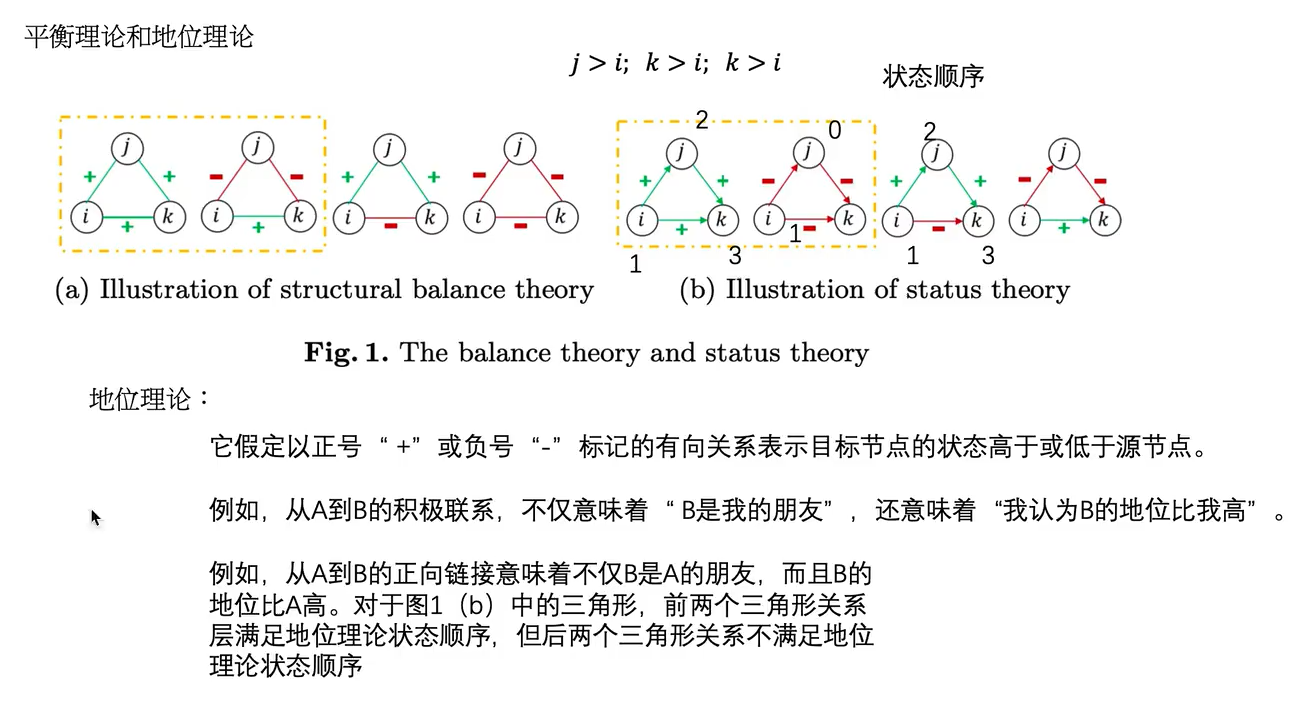 平衡理论和地位理论
j > i; k > i; k > i
状态顺序
2 0 2
j j j j j j j j
+ + - - + + - - + + - - + + - -
i k i k i k i k i k i k i k i k
+ + - - + - - +
1 3 1 1 3
(a) Illustration of structural balance theory
(b) Illustration of status theory
Fig. 1. The balance theory and status theory
地位理论：
它假定以正号“ +”或负号“-”标记的有向关系表示目标节点的状态高于或低于源节点。
例如，从A到B的积极联系，不仅意味着“ B是我的朋友”，还意味着“我认为B的地位比我高”。
例如，从A到B的正向链接意味着不仅B是A的朋友，而且B的
地位比A高。对于图1（b）中的三角形，前两个三角形关系
层满足地位理论状态顺序，但后两个三角形关系不满足地位
理论状态顺序